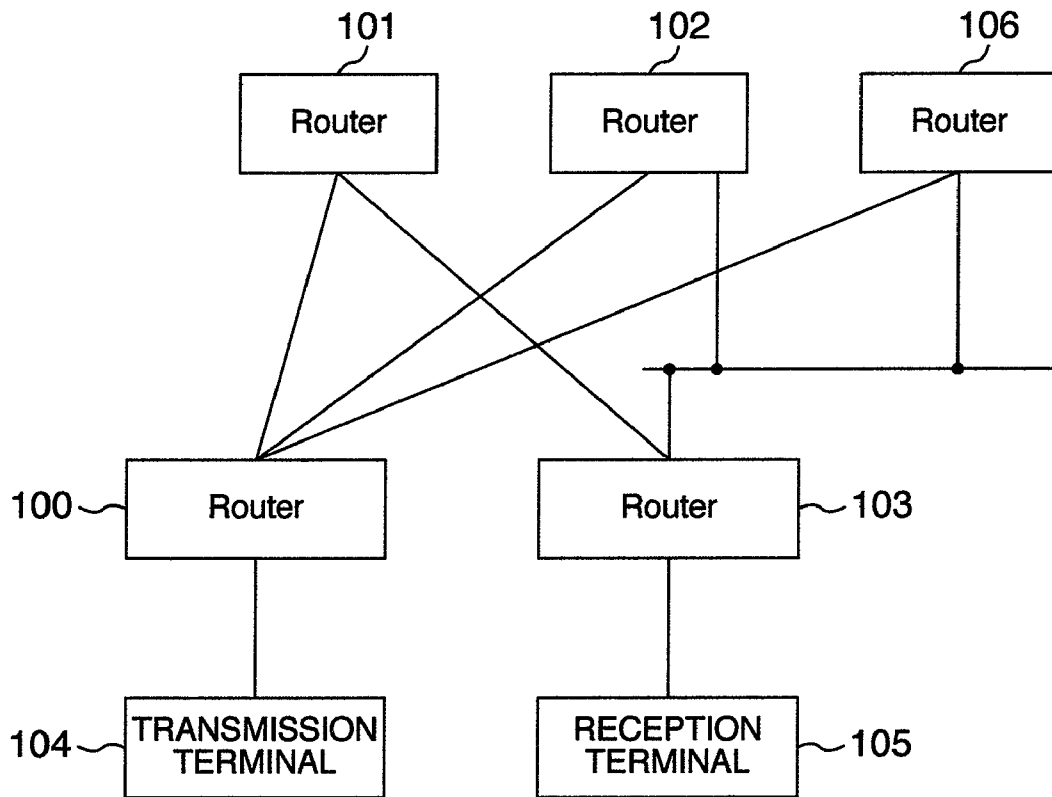 101
102
106
Router
Router
Router
100
Router
Router
103
104
TRANSMISSION
TERMINAL
RECEPTION
TERMINAL
105